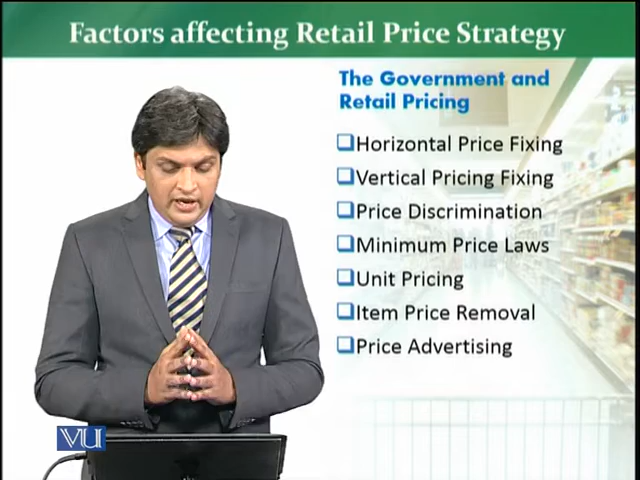 Factors affecting Retail Price Strategy
The Government and
Retail Pricing
Horizontal Price Fixing
Vertical Pricing Fixing
Price Discrimination
Minimum Price Laws
Unit Pricing
Item Price Removal
Price Advertising
VU